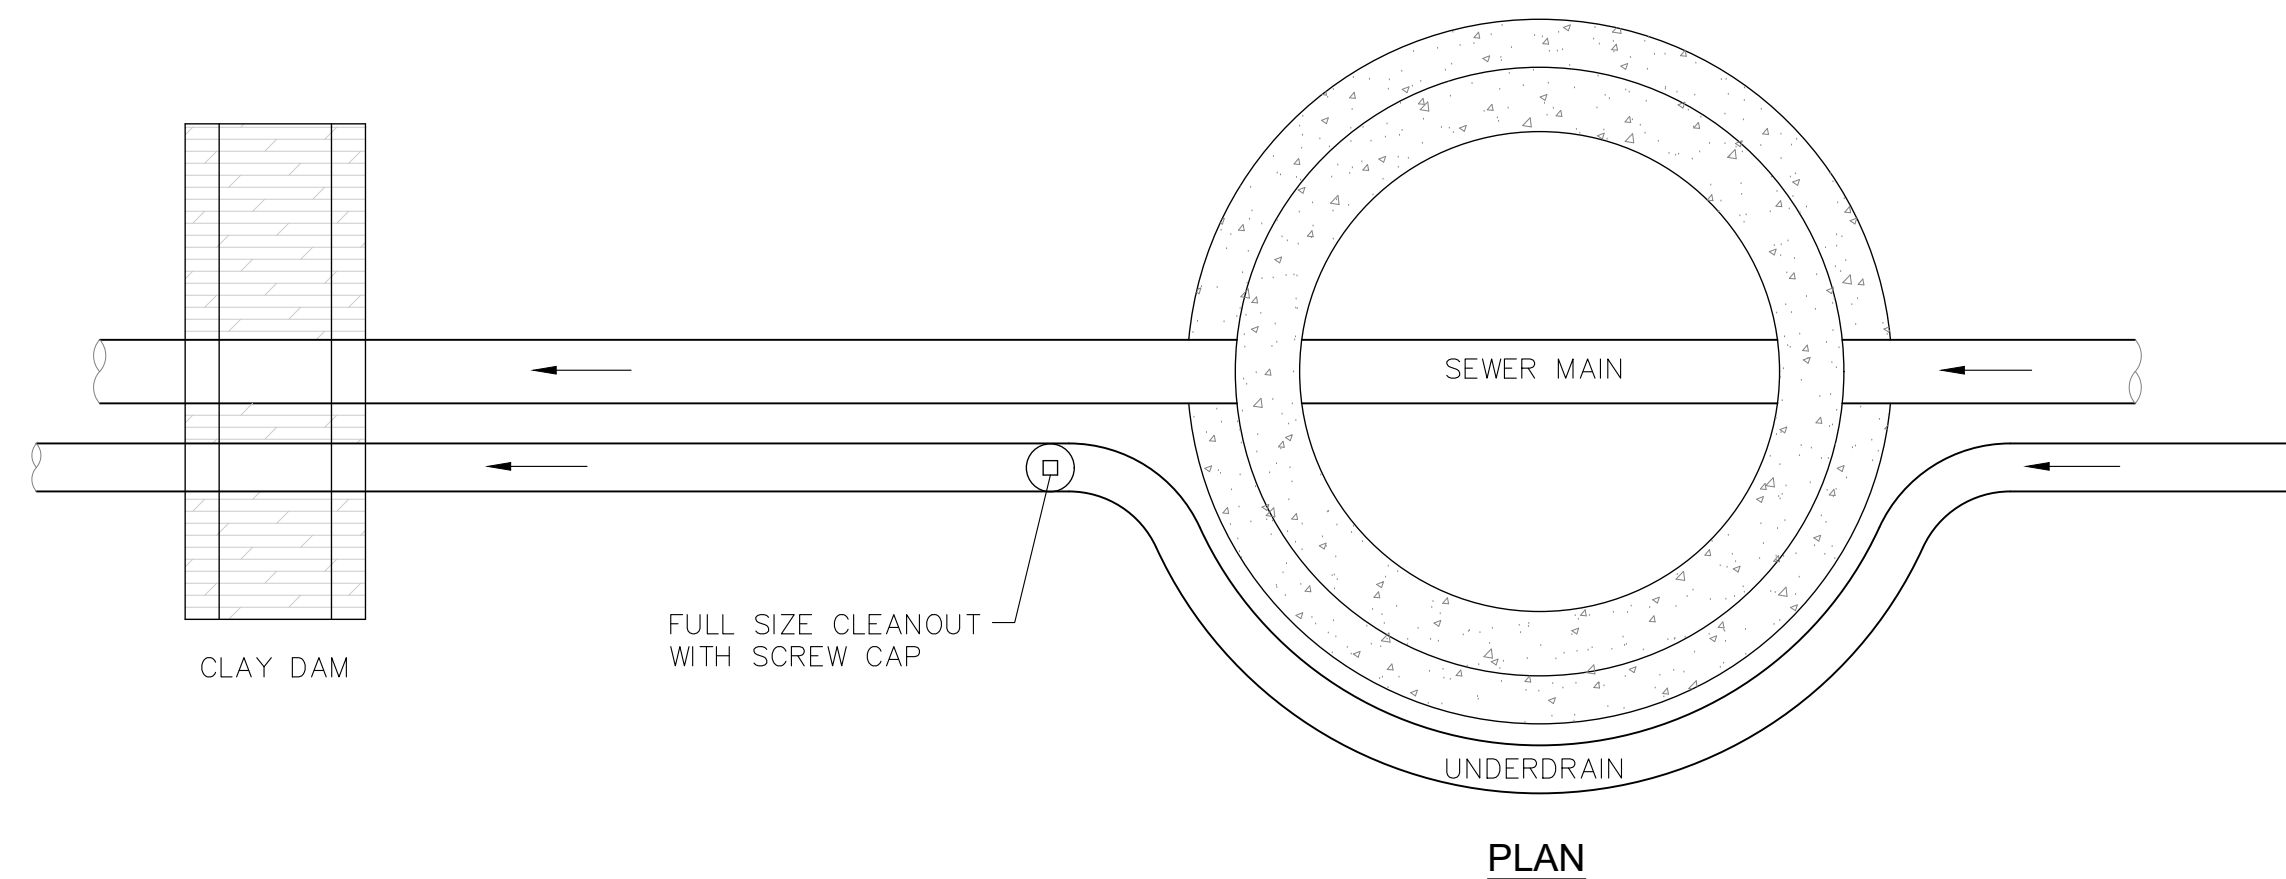 SEWER MAIN
FULL SIZE CLEANOUT
WITH SCREW CAP
CLAY DAM
UNDERDRAIN
PLAN